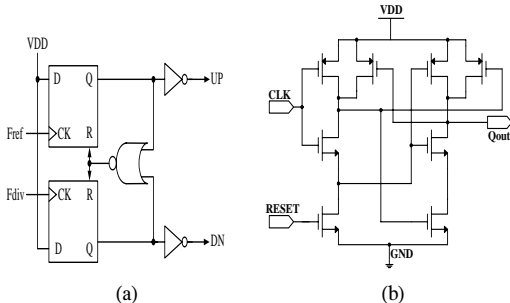 VDD
D Q
Fref CK
R
UP
R
Fdiv CK
D Q
DN
(a)
VDD
CLK
Qout
RESET
GND
(b)